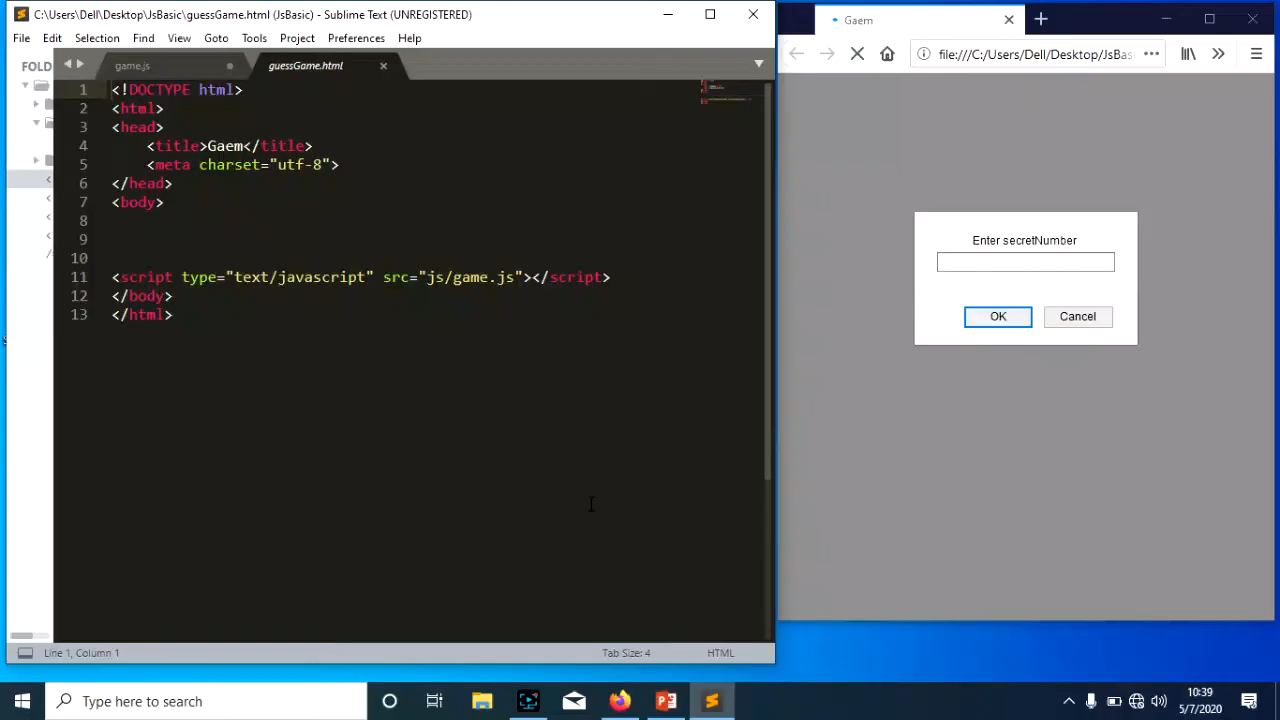 C:\Users\Dell\Desktop\JsBasic\guessGame.html (JsBasic) - Sublime Text (UNREGISTERED)
File Edit Selection Find View Goto Tools Project Preferences Help
FOLD
game.js
guessGame.html
1 <!DOCTYPE html>
2 <html>
3 <head>
4 <title>Gaem</title>
5 <meta charset="utf-8">
6 </head>
7 <body>
8
9
10
11 <script type="text/javascript" src="js/game.js"></script>
12 </body>
13 </html>
Line 1, Column 1
Tab Size: 4
HTML
Gaem
file:///C:/Users/Dell/Desktop/JsBas
Enter secretNumber
OK
Cancel
Type here to search
10:39
5/7/2020